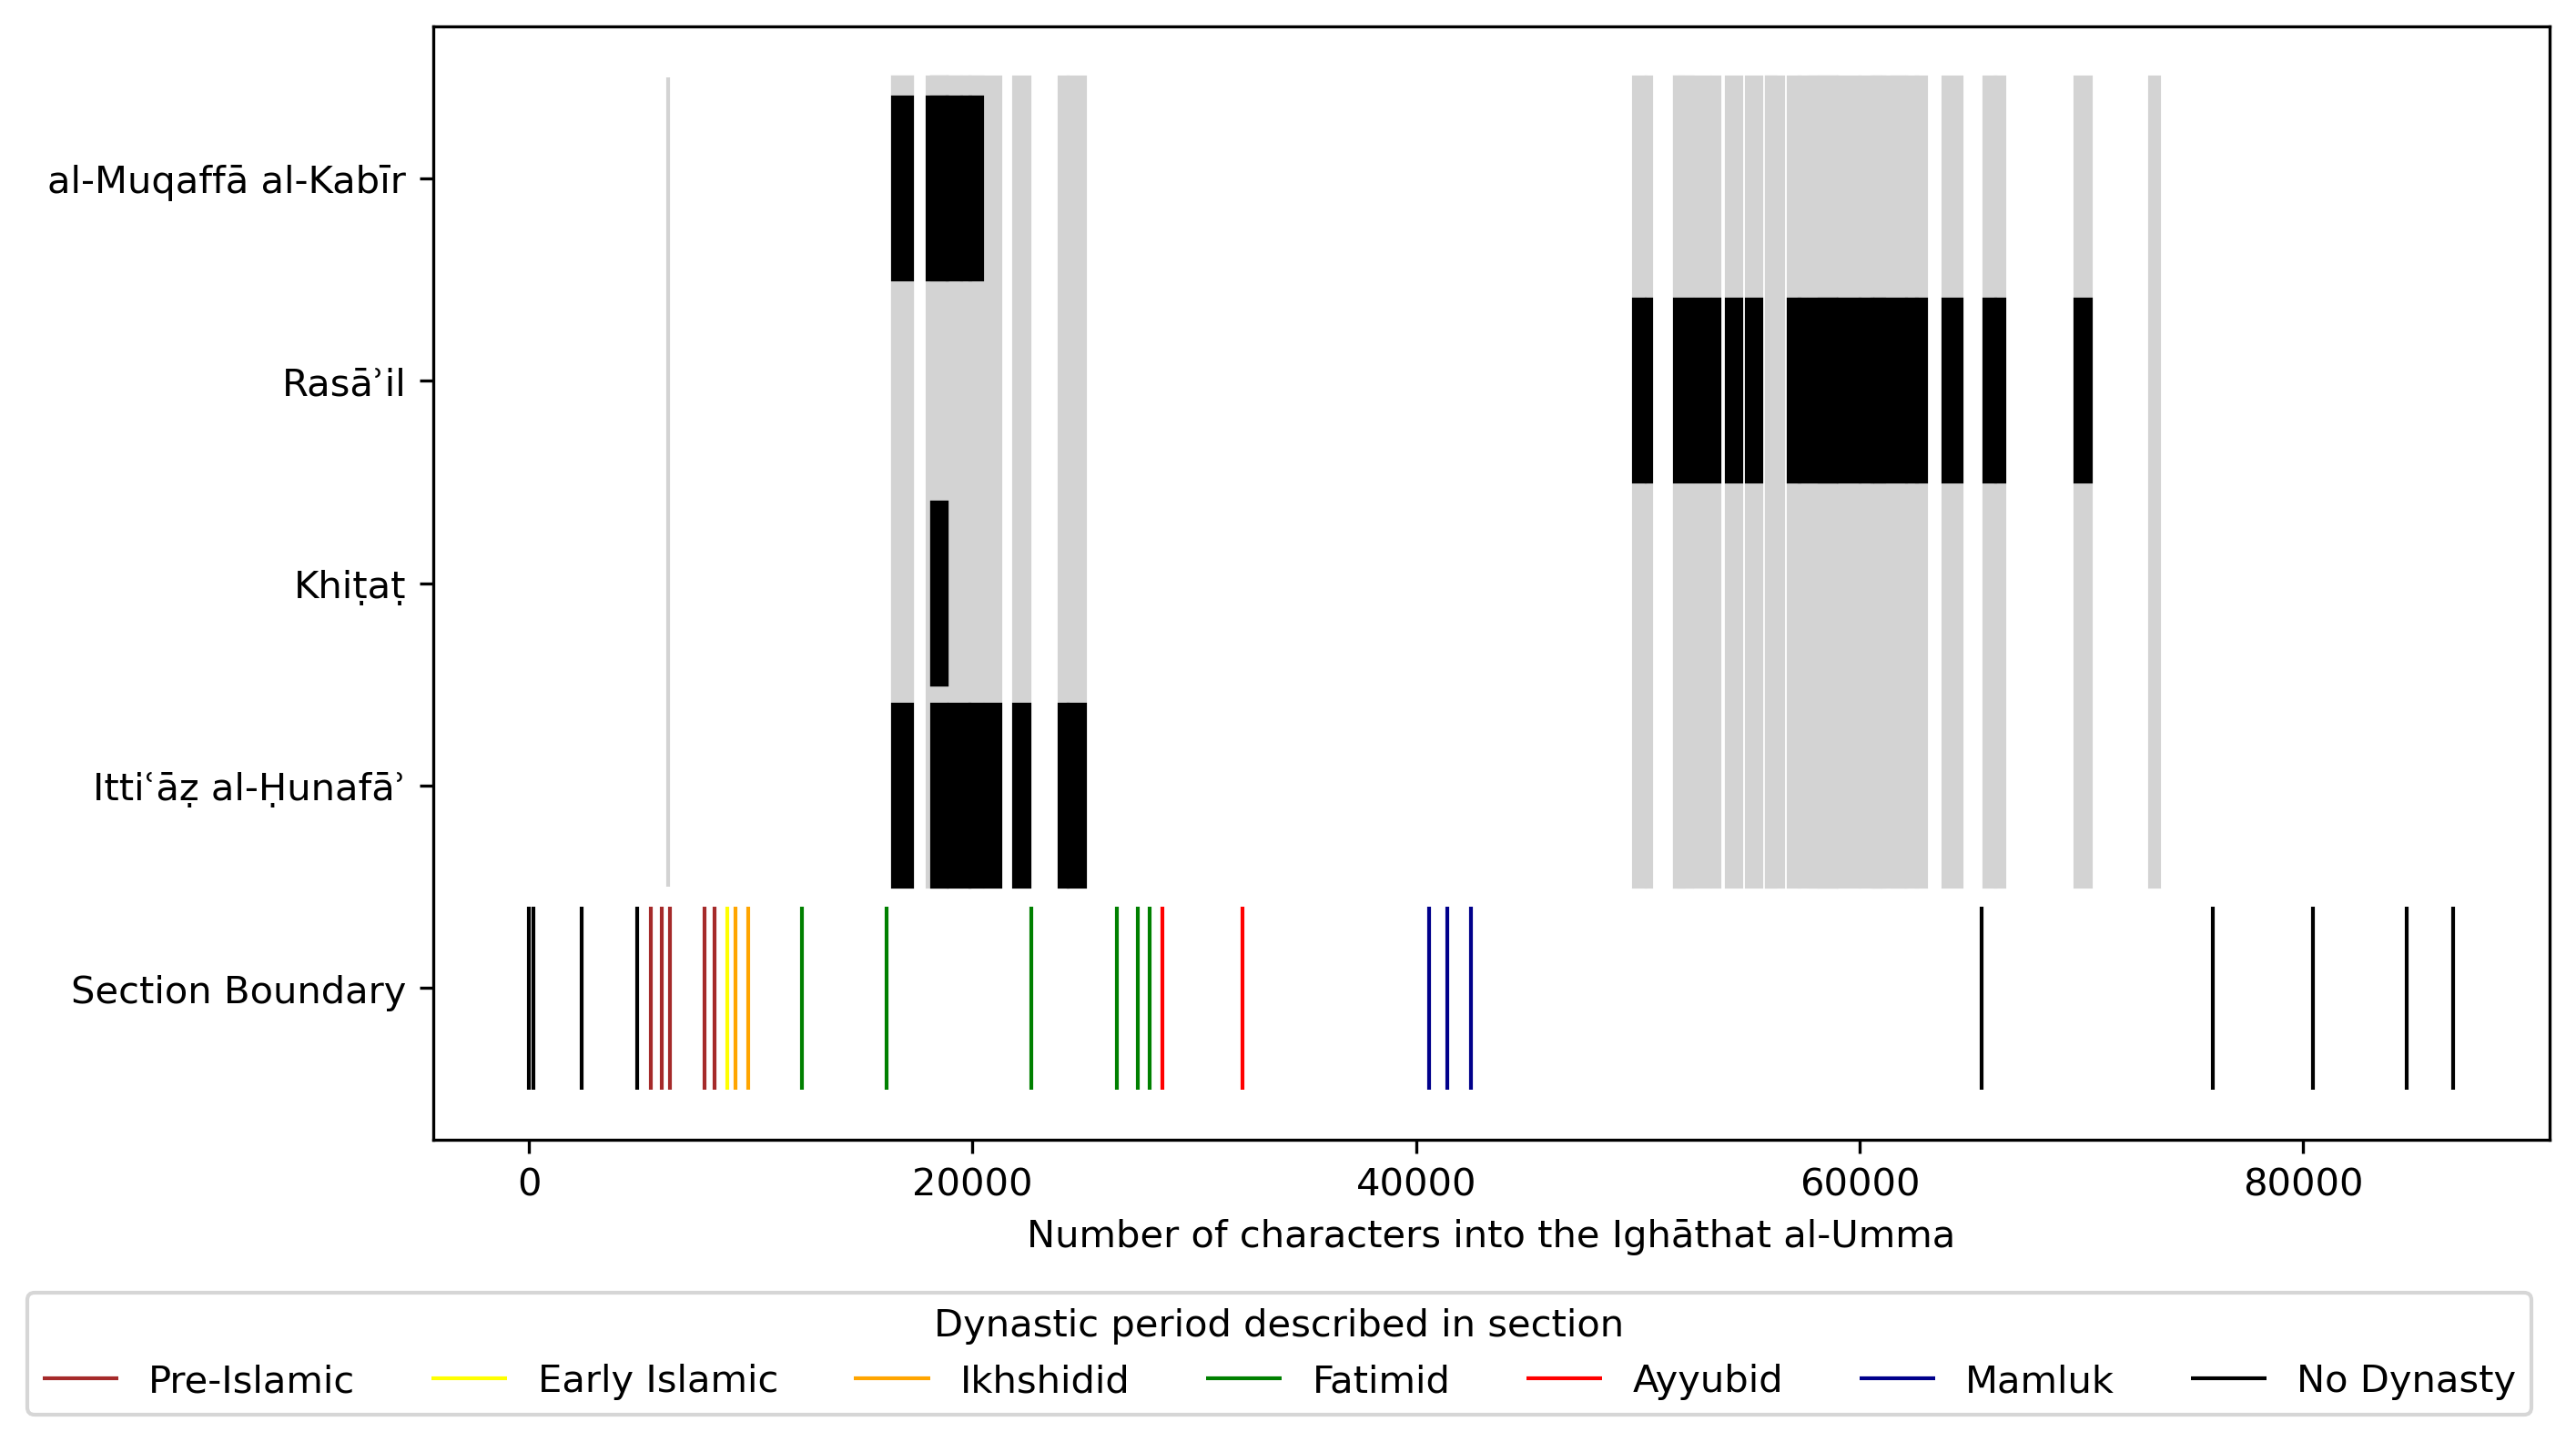 al-Muqaffā al-Kabīr
Rasāʾil
Khiṭaṭ
Ittiʿāẓ al-Ḥunafāʾ
Section Boundary
0 20000 40000 60000 80000
Number of characters into the Ighāthat al-Umma
Dynastic period described in section
Pre-Islamic Early Islamic Ikhshidid Fatimid Ayyubid Mamluk No Dynasty